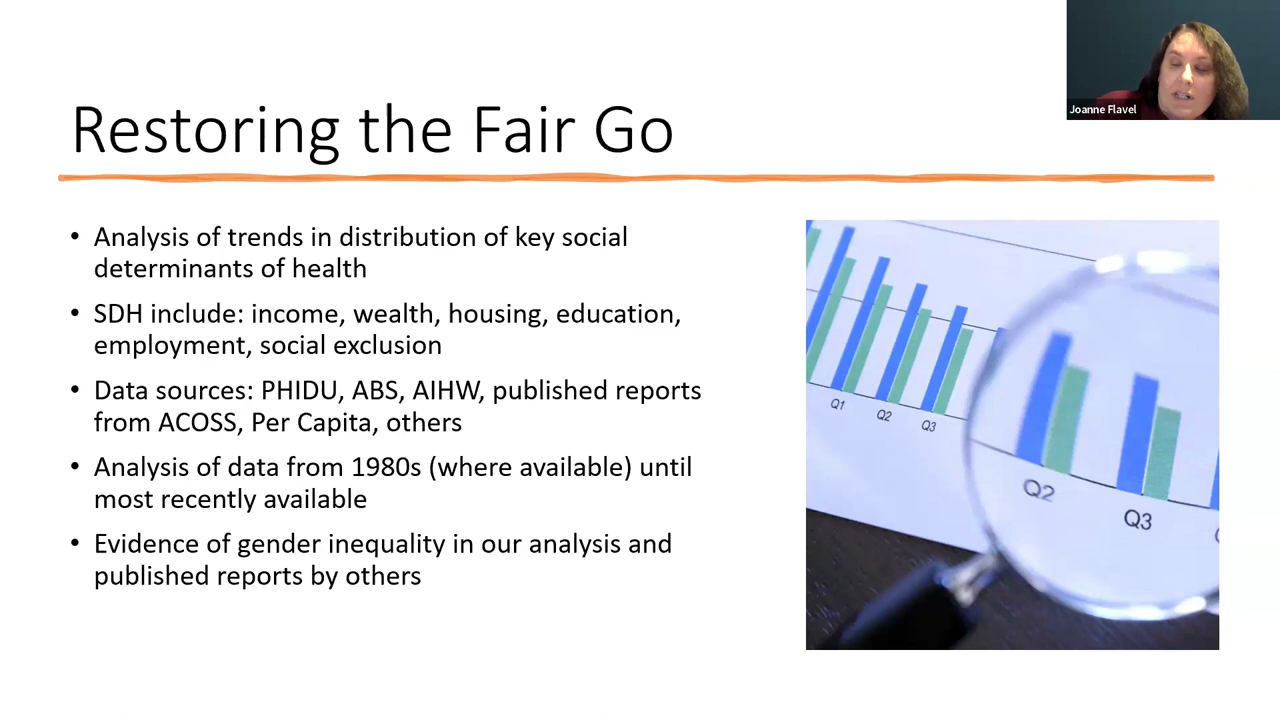 Joanne Flavel
Restoring the Fair Go
• Analysis of trends in distribution of key social
determinants of health
• SDH include: income, wealth, housing, education,
employment, social exclusion
• Data sources: PHIDU, ABS, AIHW, published reports
from ACOSS, Per Capita, others
• Analysis of data from 1980s (where available) until
most recently available
• Evidence of gender inequality in our analysis and
published reports by others
Q1
Q2
Q3
Q2
Q3